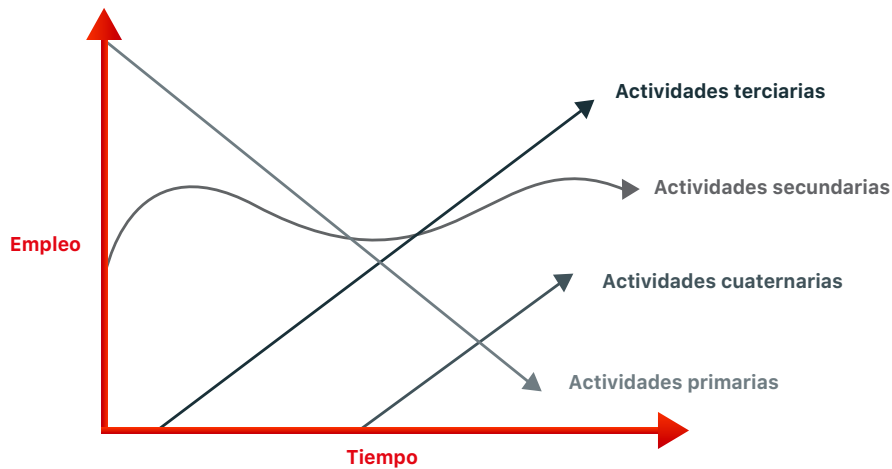 Actividades terciarias
Actividades secundarias
Empleo
Actividades cuaternarias
Actividades primarias
Tiempo